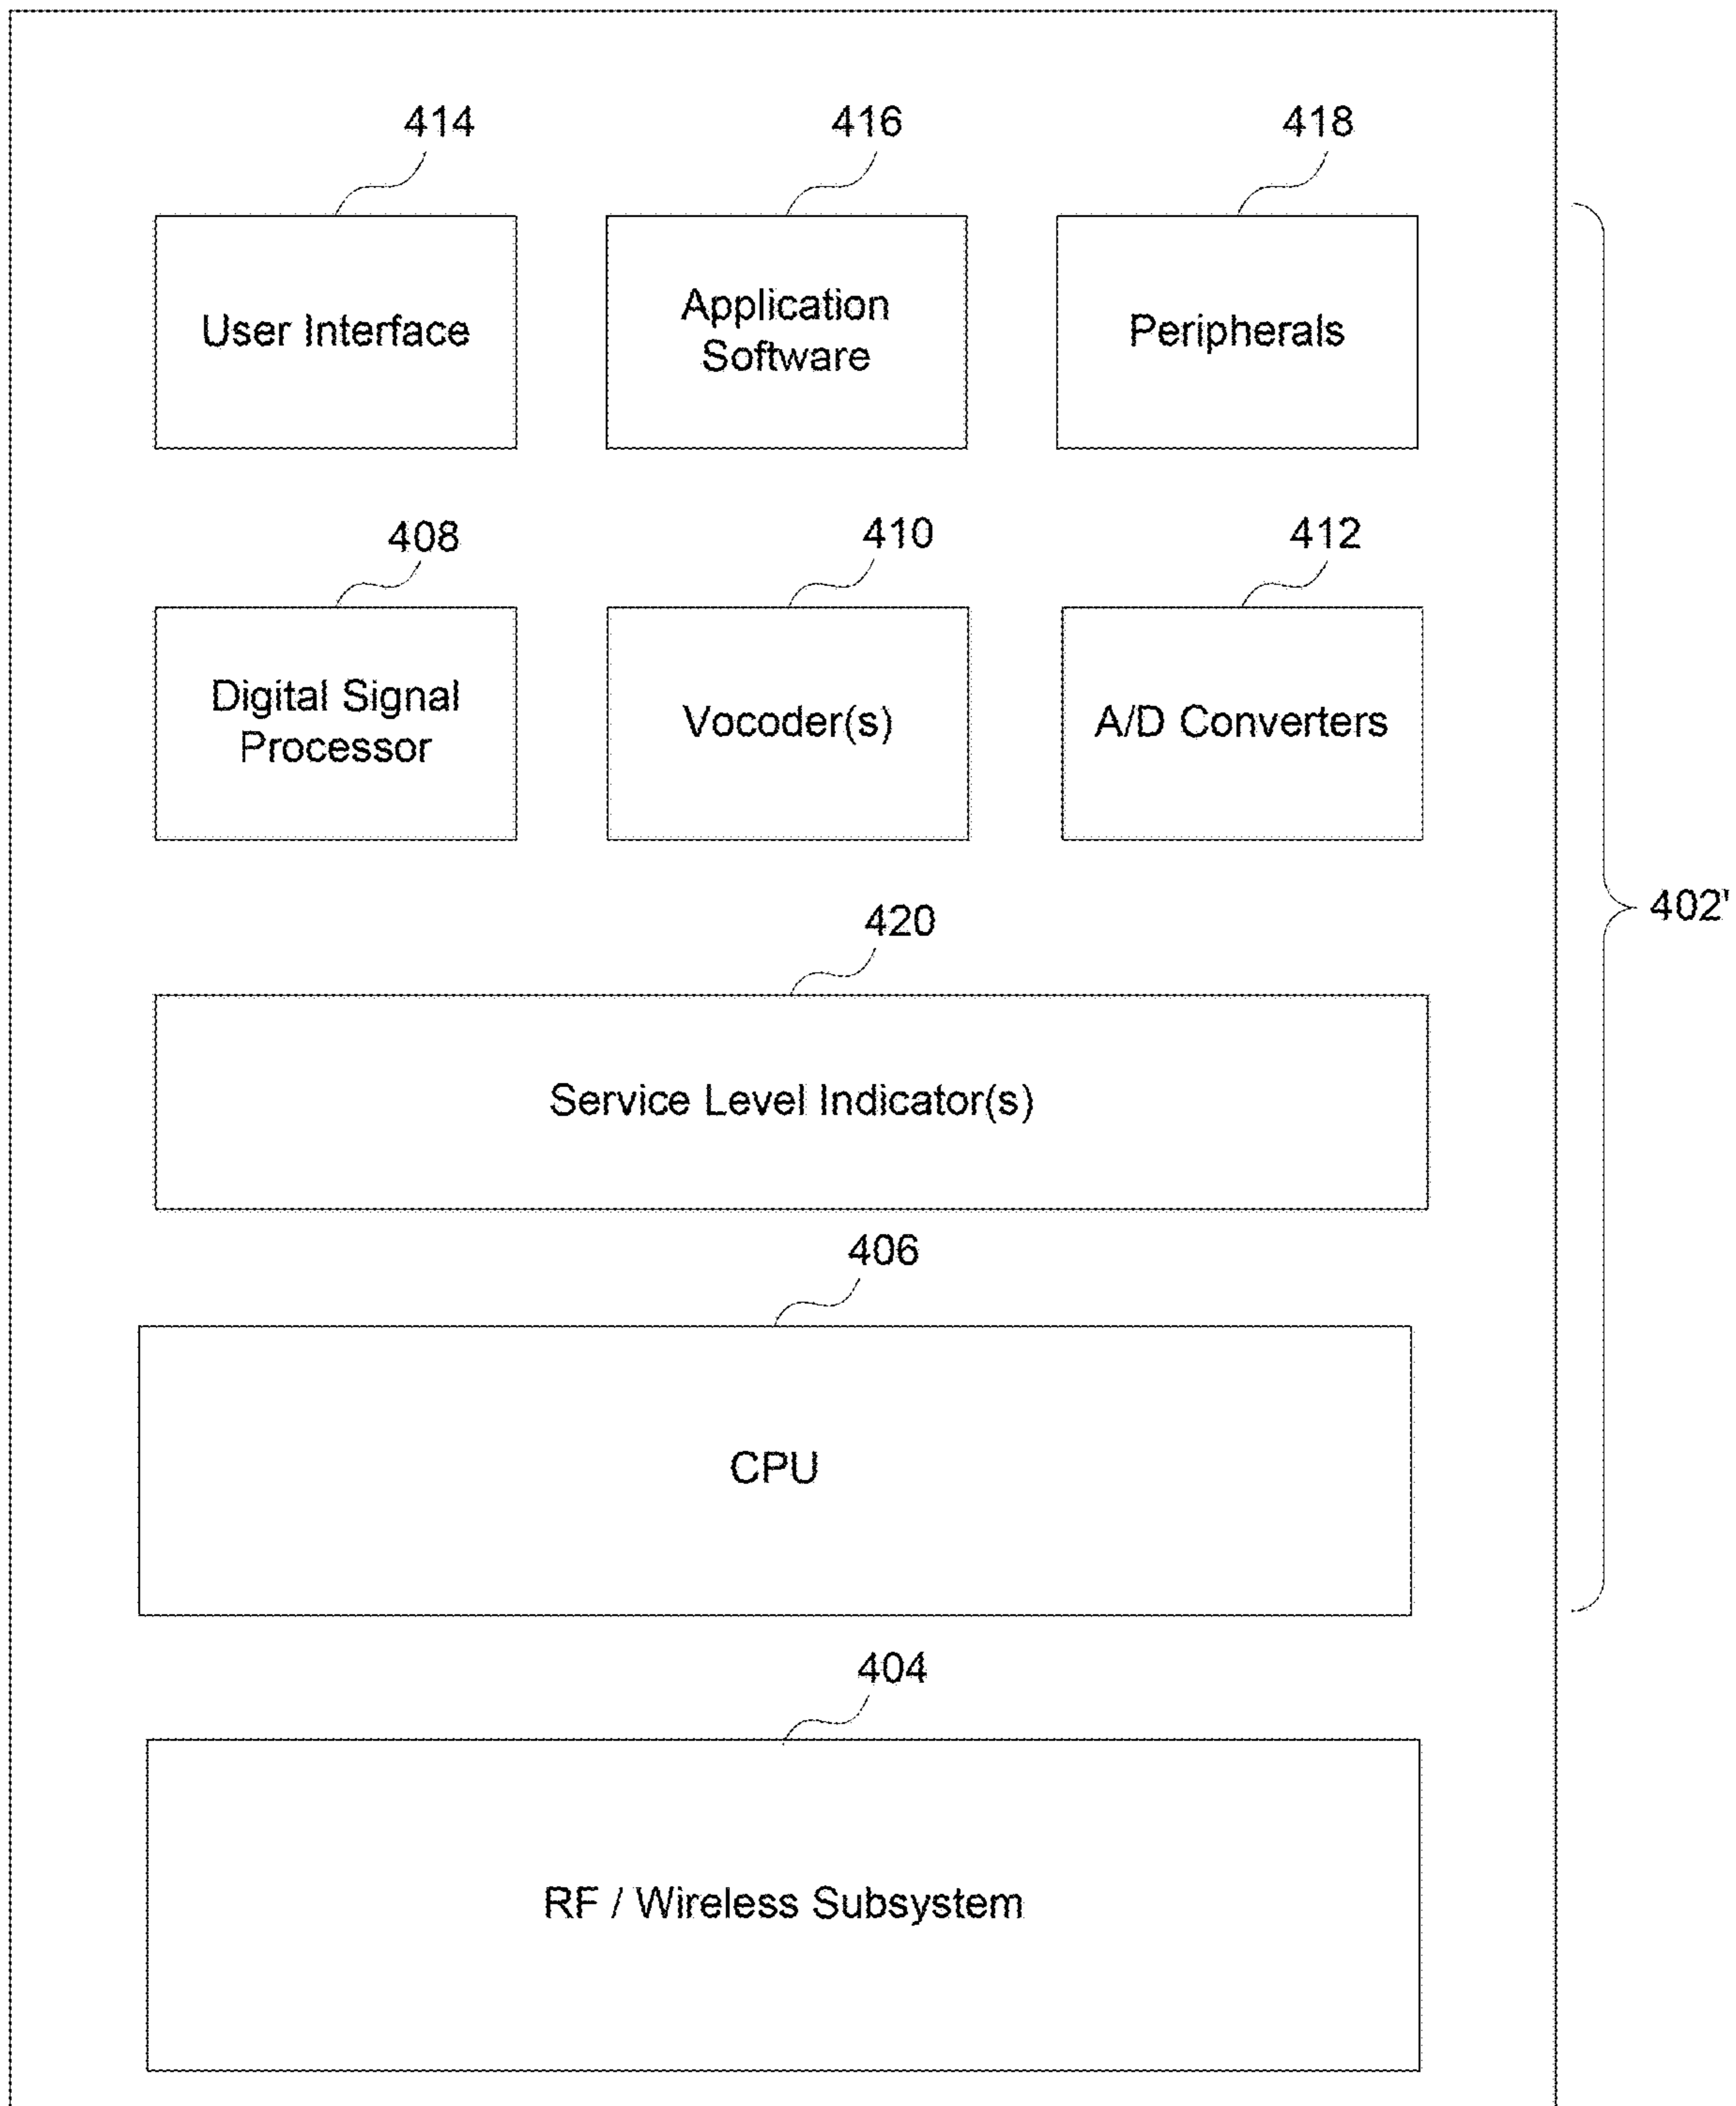 414
416
418
User Interface
Application
Software
Peripherals
408
410
412
Digital Signal
Processor
Vocoder(s)
A/D Converters
402'
420
Service Level Indicator(s)
406
CPU
404
RF / Wireless Subsystem